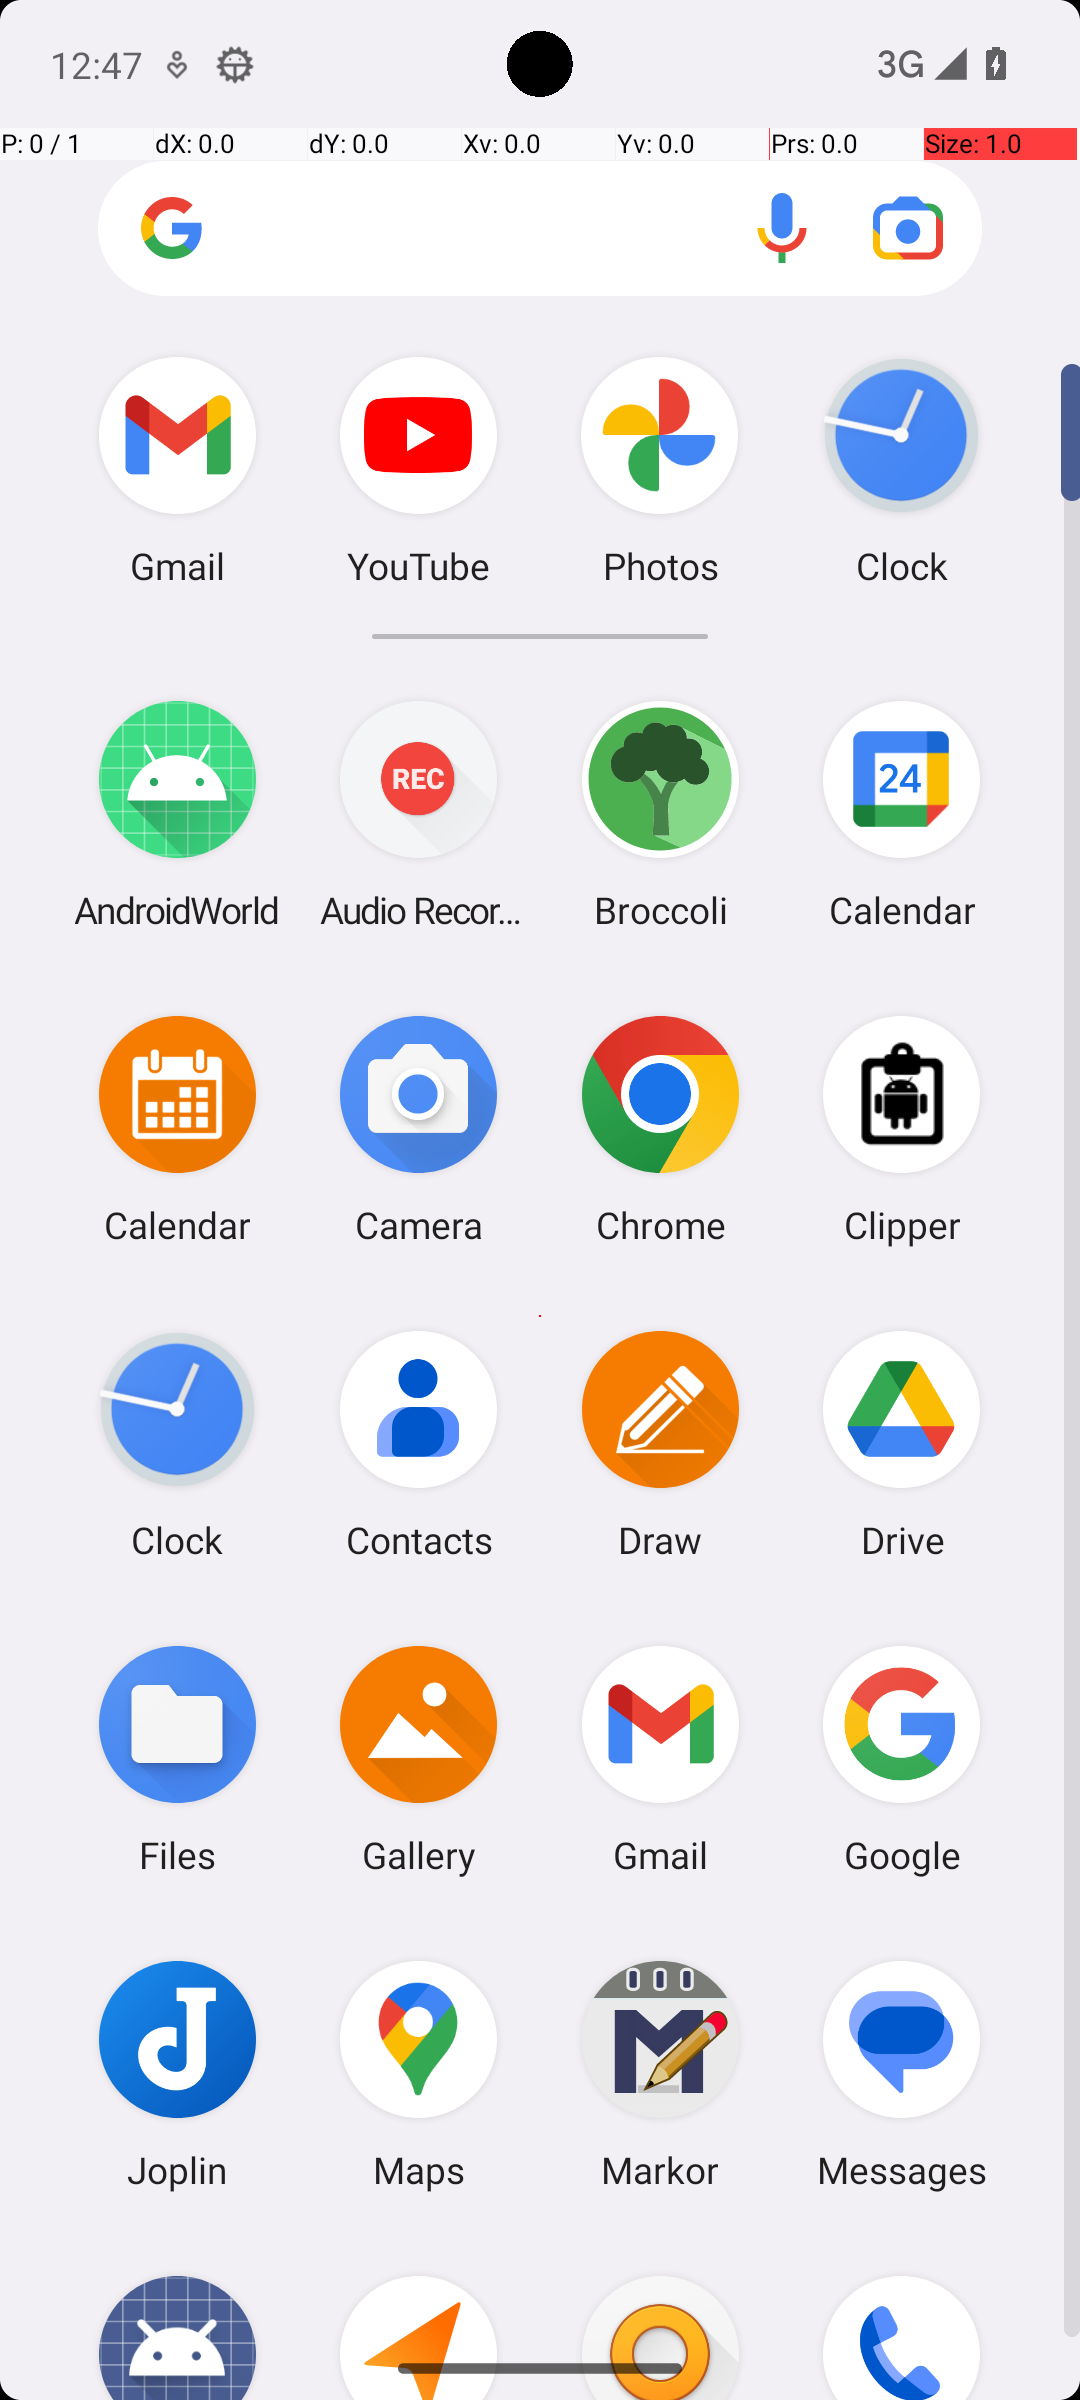 12:47
3G
P: 0 / 1 dX: 0.0 dY: 0.0 Xv: 0.0 Yv: 0.0 Prs: 0.0 Size: 1.0
Gmail YouTube Photos Clock
REC
24
AndroidWorld Audio Recor... Broccoli Calendar
Calendar Camera Chrome Clipper
Clock Contacts Draw Drive
Files Gallery Gmail Google
Joplin Maps Markor Messages